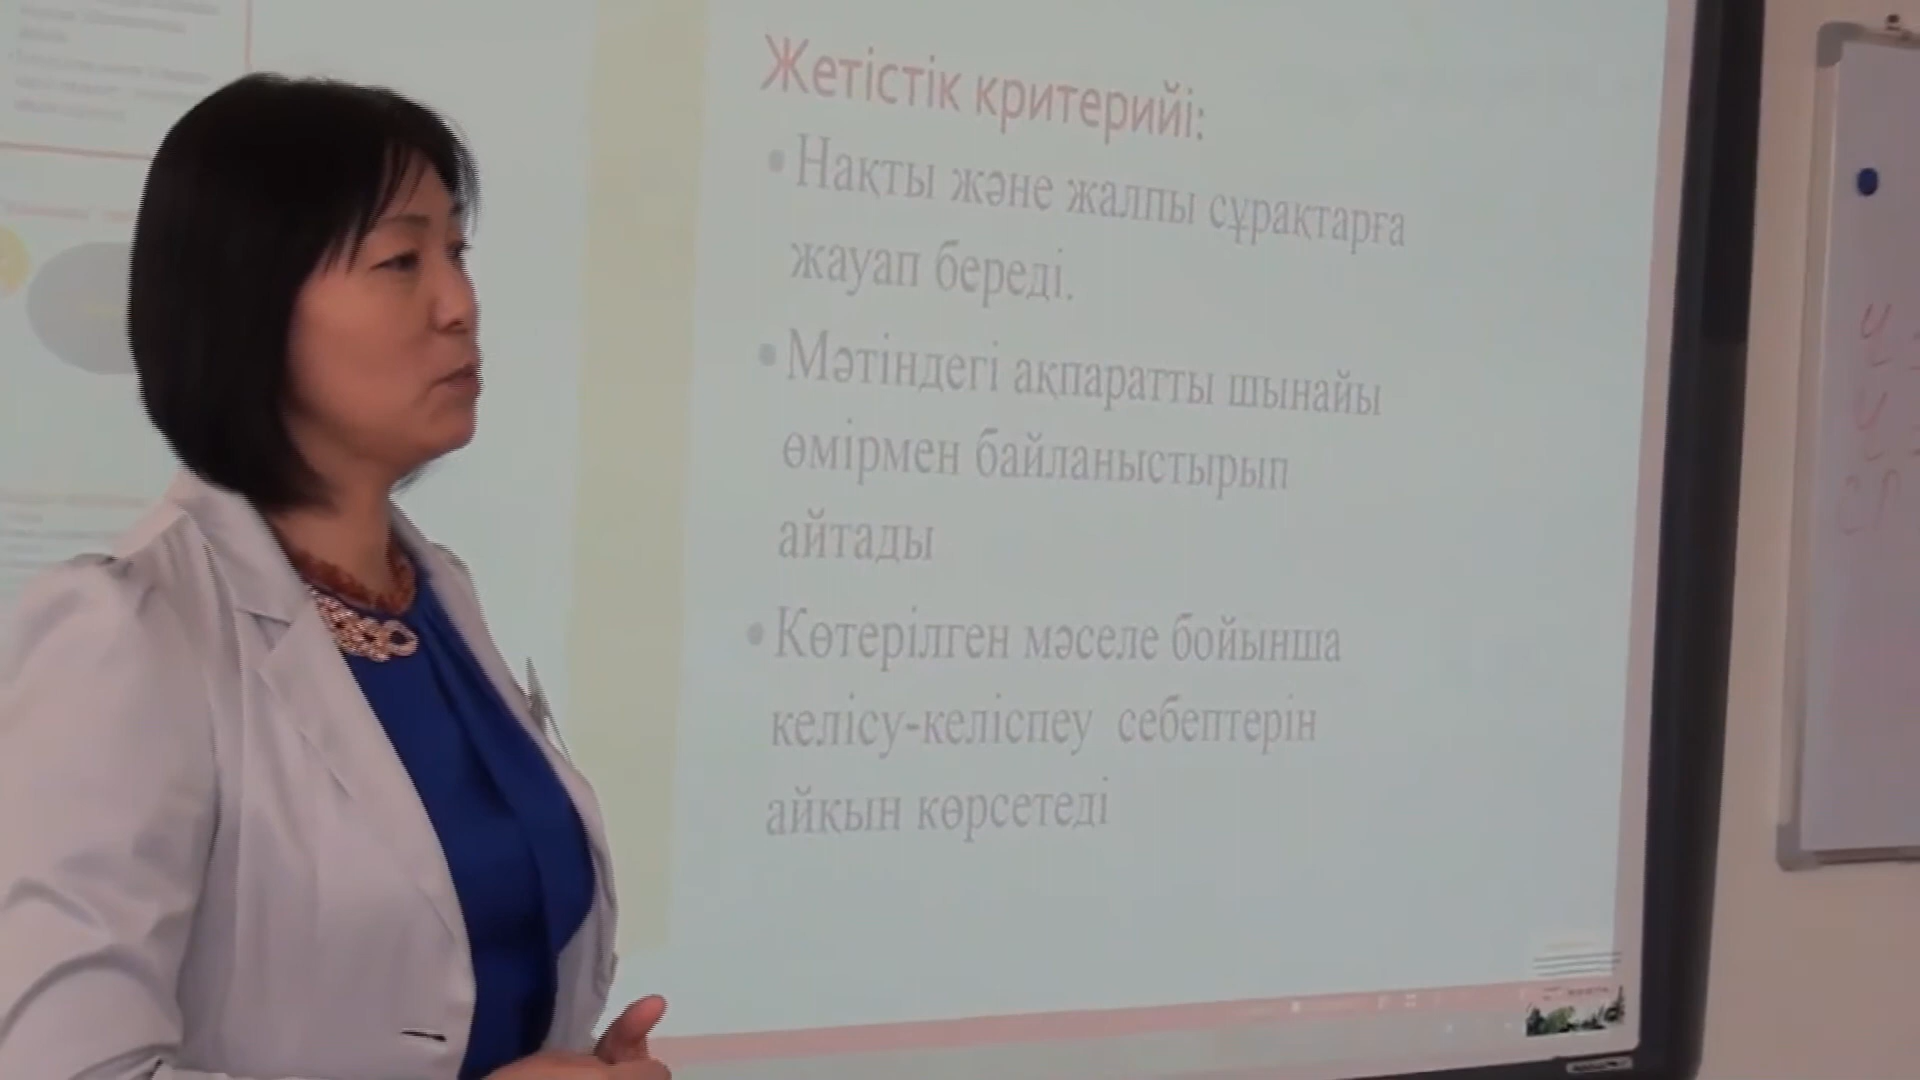 Жетістік критерийі:
• Нақты және жалпы сұрақтарға
жауап береді.
• Мәтіндегі ақпаратты шынайы
өмірмен байланыстырып
айтады
• Көтерілген мәселе бойынша
келісу-келіспеу себептерін
айқын көрсетеді